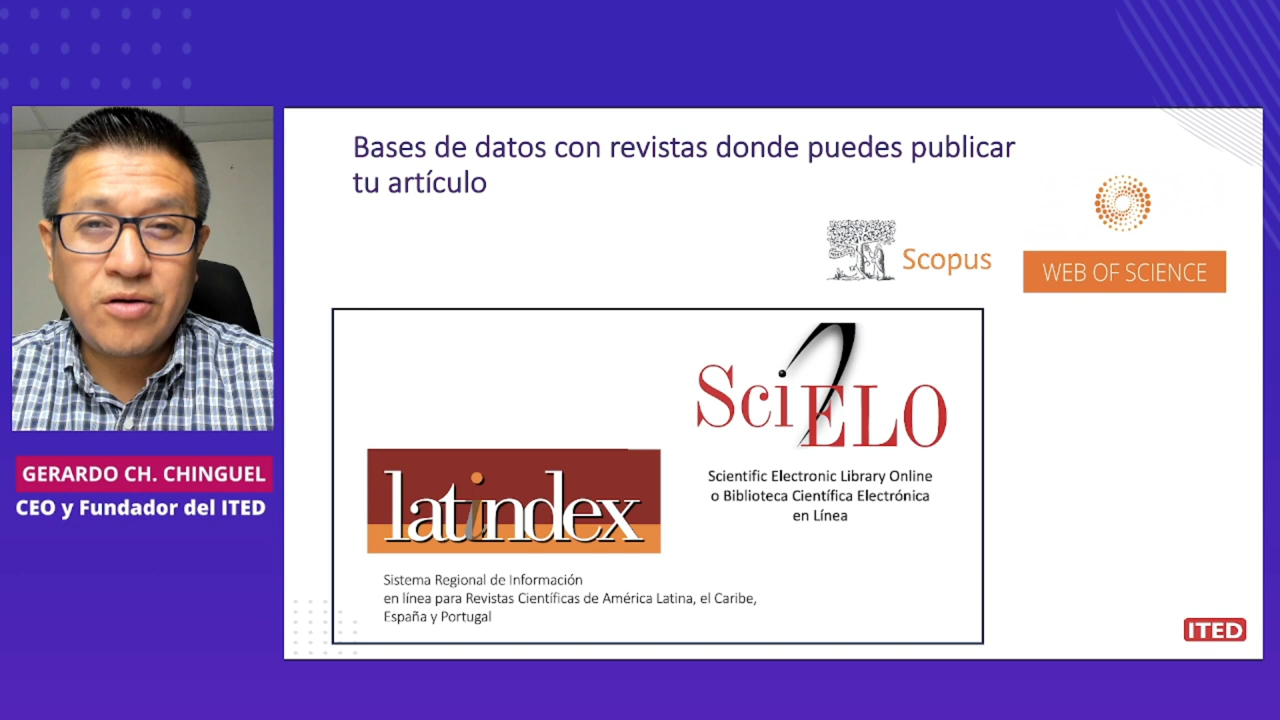 Bases de datos con revistas donde puedes publicar
tu artículo
Scopus
WEB OF SCIENCE
SciELO
Scientific Electronic Library Online
o Biblioteca Científica Electrónica
en Línea
latindex
Sistema Regional de Información
en línea para Revistas Científicas de América Latina, el Caribe,
España y Portugal
GERARDO CH. CHINGUEL
CEO y Fundador del ITED
ITED